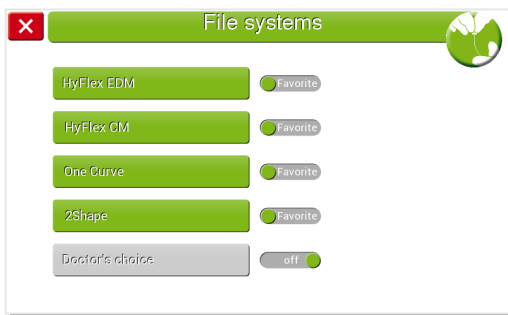 File systems
HyFlex EDM Favorite
HyFlex CM Favorite
One Curve Favorite
2Shape Favorite
Doctor's choice off